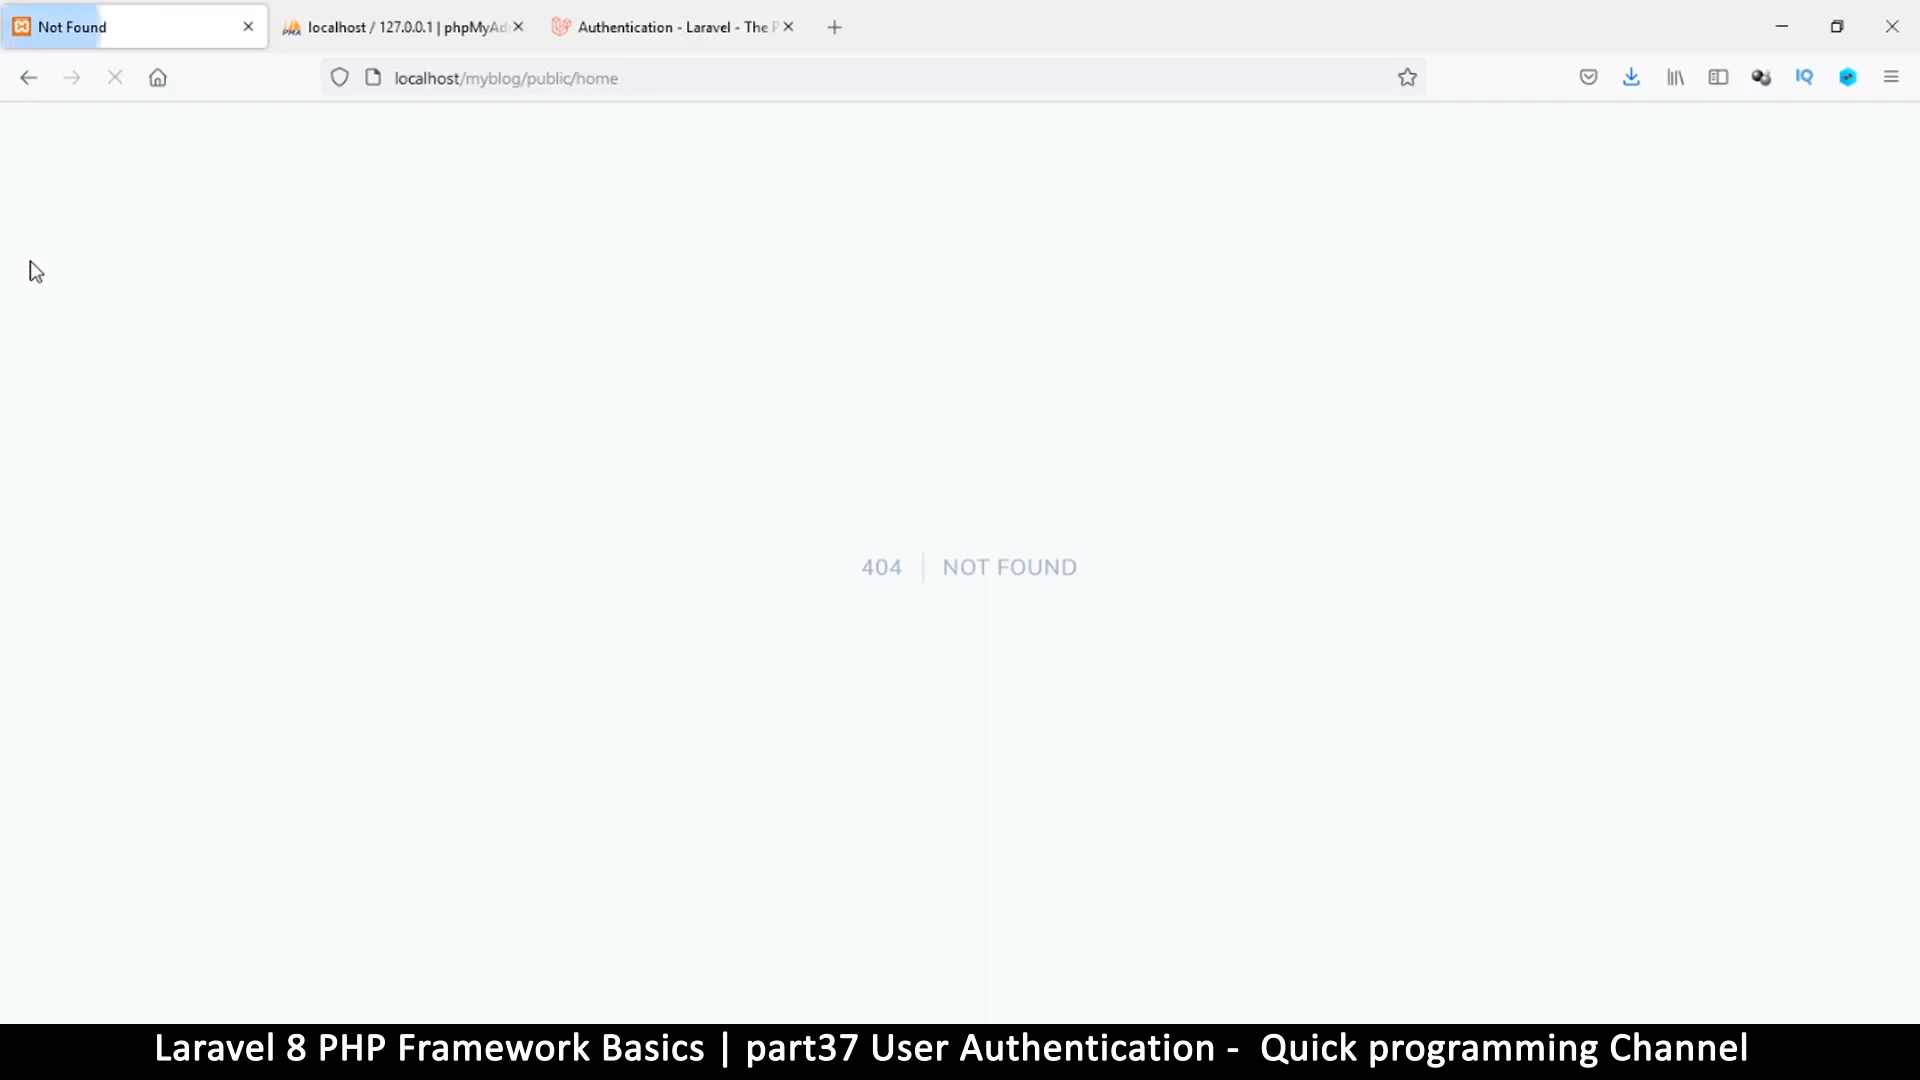 Not Found
localhost / 127.0.0.1 | phpMyAd
Authentication - Laravel - The P
localhost/myblog/public/home
IQ
404 NOT FOUND
Laravel 8 PHP Framework Basics | part37 User Authentication - Quick programming Channel